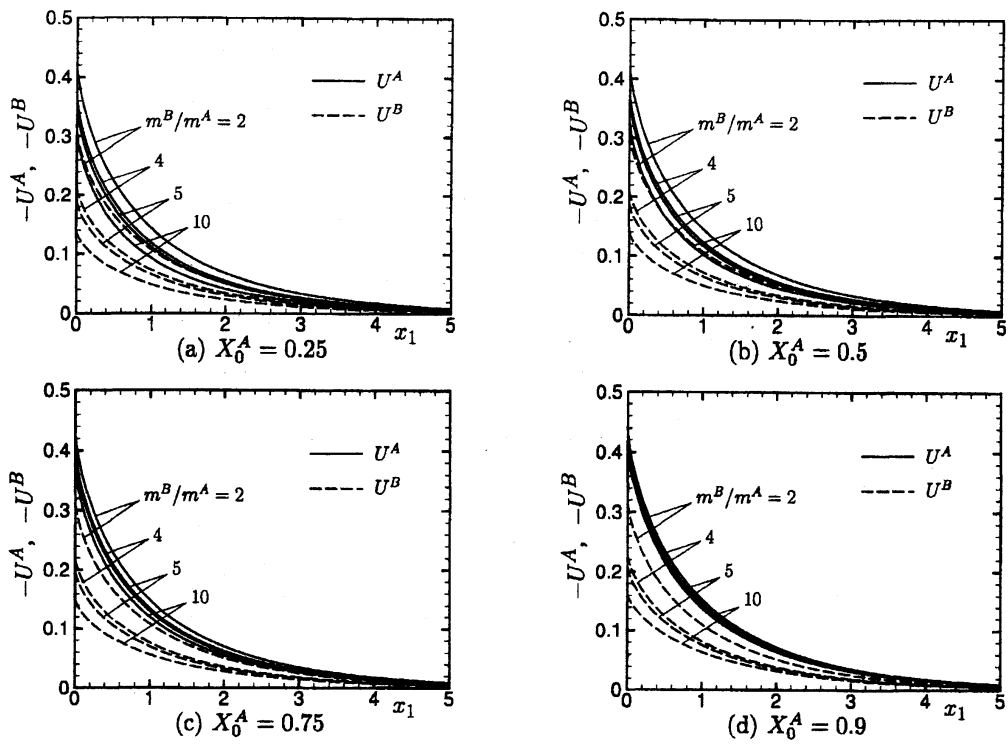 0.5
0.4
0.3
0.2
0.1
0
−U^A, −U^B
U^A
U^B
m^B/m^A = 2
4
5
10
0 1 2 3 4 5
x_1
(a) X_0^A = 0.25
0.5
0.4
0.3
0.2
0.1
0
−U^A, −U^B
U^A
U^B
m^B/m^A = 2
4
5
10
0 1 2 3 4 5
x_1
(b) X_0^A = 0.5
0.5
0.4
0.3
0.2
0.1
0
−U^A, −U^B
U^A
U^B
m^B/m^A = 2
4
5
10
0 1 2 3 4 5
x_1
(c) X_0^A = 0.75
0.5
0.4
0.3
0.2
0.1
0
−U^A, −U^B
U^A
U^B
m^B/m^A = 2
4
5
10
0 1 2 3 4 5
x_1
(d) X_0^A = 0.9